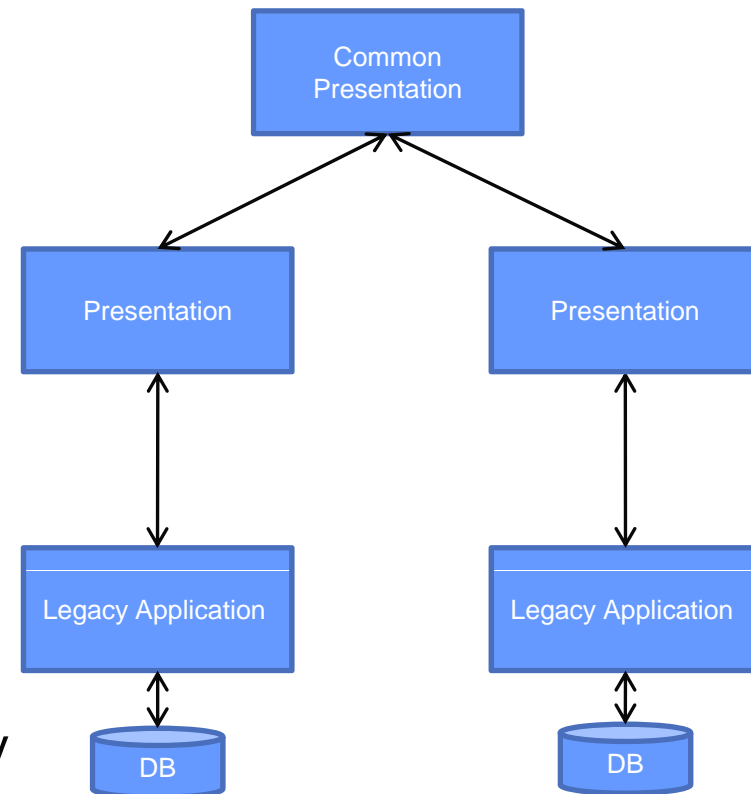 Common
Presentation
Presentation
Presentation
Legacy Application
Legacy Application
y
DB
DB